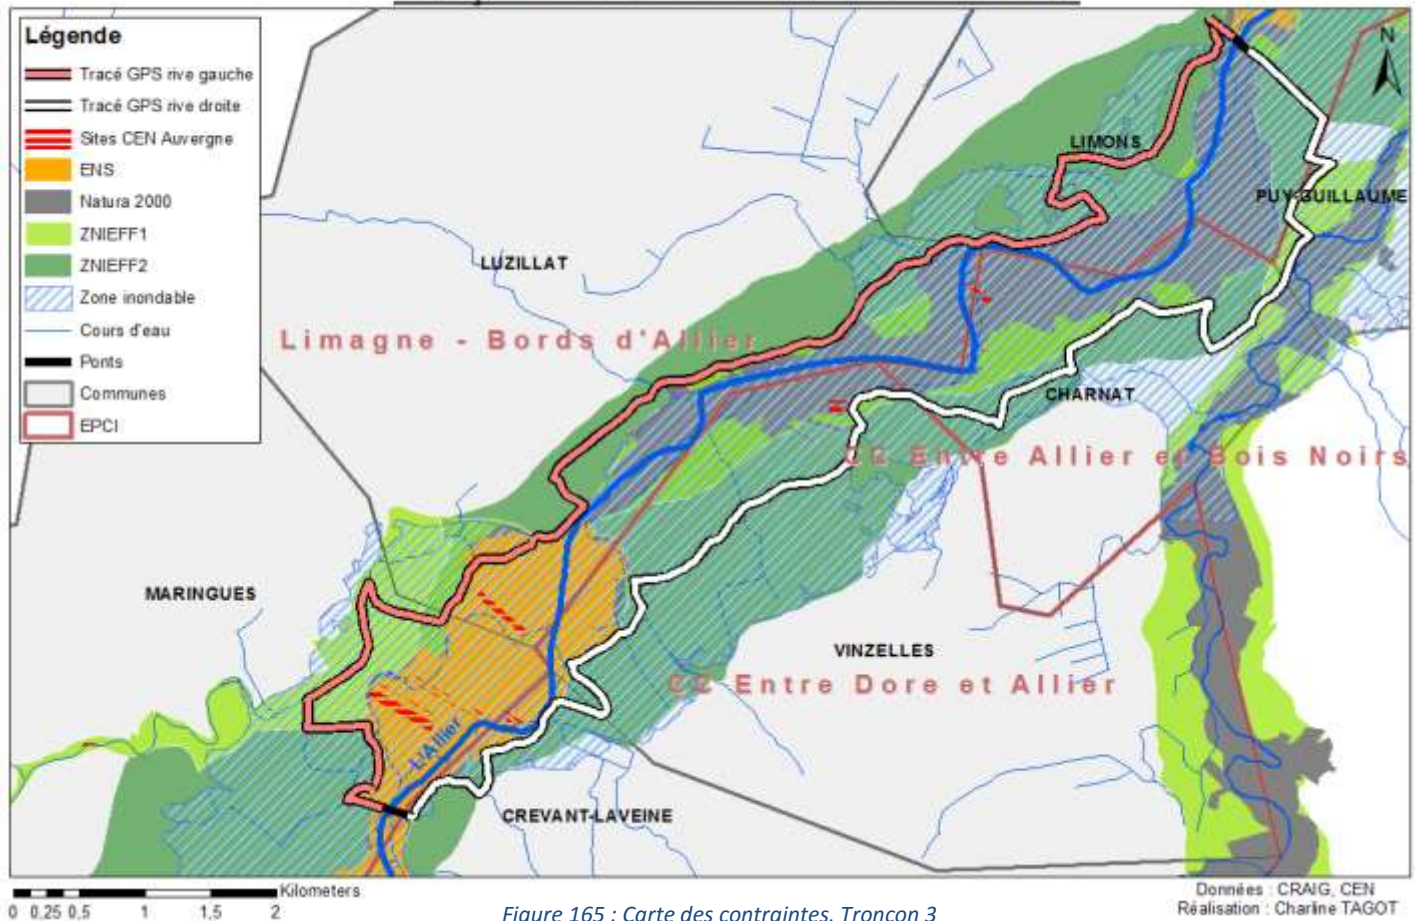 Légende
Tracé GPS rive gauche
Tracé GPS rive droite
Sites CEN Auvergne
ENS
Natura 2000
ZNIEFF1
ZNIEFF2
Zone inondable
Cours d'eau
Ponts
Communes
EPCI
N
LIMONS
PUY-GUILLAUME
LUZILLAT
Limagne - Bords d'Allier
CHARNAT
CC Entre Allier et Bois Noirs
MARINGUES
VINZELLES
CC Entre Dore et Allier
L'Allier
CREVANT-LAVEINE
Kilometers
0 0.25 0,5 1 1,5 2
Données : CRAIG, CEN
Réalisation : Charline TAGOT
Figure 165 : Carte des contraintes, Tronçon 3